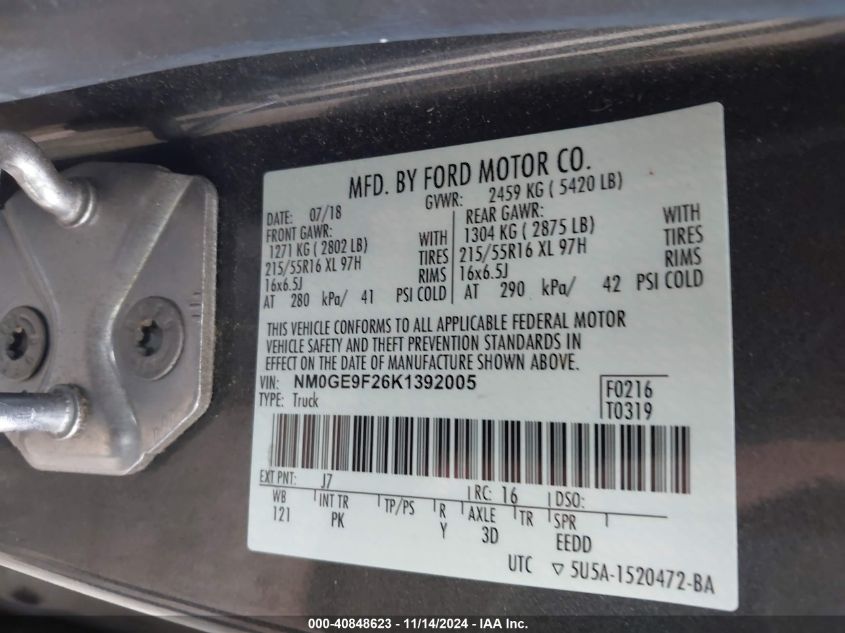 MFD. BY FORD MOTOR CO.
DATE: 07/18 GVWR: 2459 KG ( 5420 LB)
FRONT GAWR: REAR GAWR:
1271 KG ( 2802 LB) WITH 1304 KG ( 2875 LB) WITH
215/55R16 XL 97H TIRES 215/55R16 XL 97H TIRES
16x6.5J RIMS 16x6.5J RIMS
AT 280 kPa/ 41 PSI COLD AT 290 kPa/ 42 PSI COLD
THIS VEHICLE CONFORMS TO ALL APPLICABLE FEDERAL MOTOR
VEHICLE SAFETY AND THEFT PREVENTION STANDARDS IN
EFFECT ON THE DATE OF MANUFACTURE SHOWN ABOVE.
VIN: NM0GE9F26K1392005 F0216
TYPE: Truck T0319
EXT PNT: J7 RC: 16 DSO:
WB INT TR TP/PS R AXLE TR SPR
121 PK Y 3D EEDD
UTC ▽ 5U5A-1520472-BA
000-40848623 - 11/14/2024 - IAA Inc.